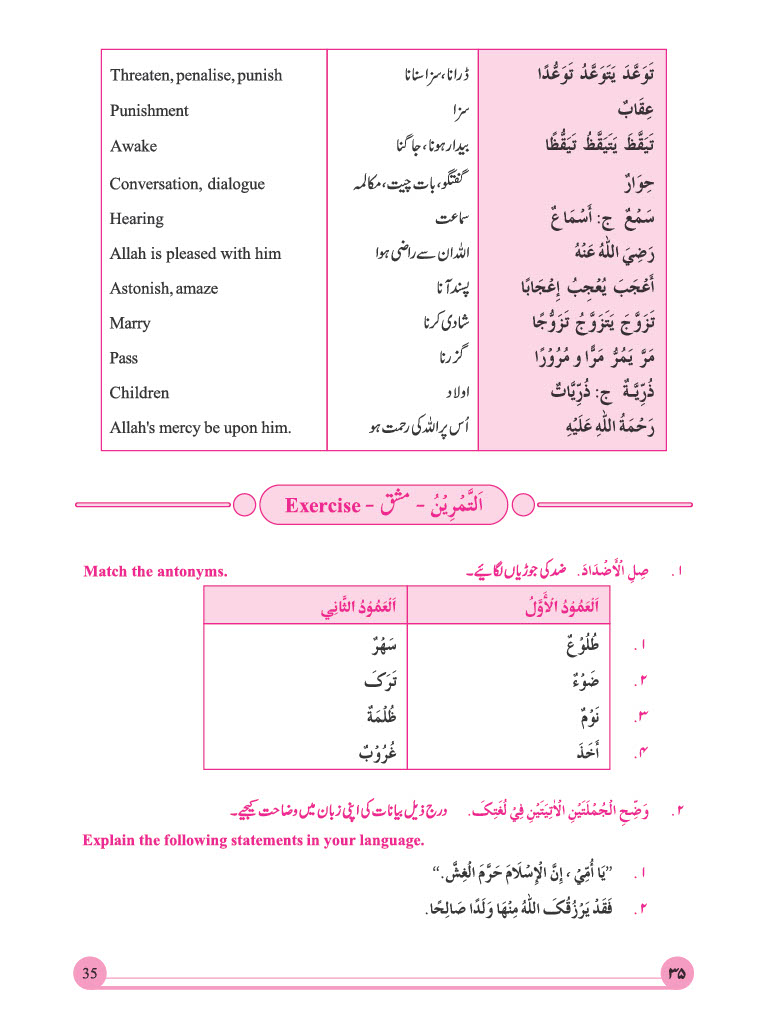 Threaten, penalise, punish ڈرانا، سزا سنانا تَوَعَّدَ يَتَوَعَّدُ تَوَعُّدًا
Punishment سزا عِقَابٌ
Awake بیدار ہونا، جاگنا تَيَقَّظَ يَتَيَقَّظُ تَيَقُّظًا
Conversation, dialogue گفتگو، بات چیت، مکالمہ حِوَارٌ
Hearing سماعت سَمْعٌ ج: أَسْمَاعٌ
Allah is pleased with him اللہ ان سے راضی ہوا رَضِيَ اللّٰهُ عَنْهُ
Astonish, amaze پسند آنا أَعْجَبَ يُعْجِبُ إِعْجَابًا
Marry شادی کرنا تَزَوَّجَ يَتَزَوَّجُ تَزَوُّجًا
Pass گزرنا مَرَّ يَمُرُّ مَرًّا و مُرُوْرًا
Children اولاد ذُرِّيَّةٌ ج: ذُرِّيَّاتٌ
Allah's mercy be upon him. اُس پر اللہ کی رحمت ہو رَحْمَةُ اللّٰهِ عَلَيْهِ
اَلتَّمْرِيْنُ - مشق - Exercise
۱. صِلِ الْأَضْدَادَ. ضد کی جوڑیاں لگائیے۔ Match the antonyms.
اَلْعَمُوْدُ الْأَوَّلُ اَلْعَمُوْدُ الثَّانِي
۱. طُلُوْعٌ سَهْرٌ
۲. ضَوْءٌ تَرَکَ
۳. نَوْمٌ ظُلْمَةٌ
۴. أَخَذَ غُرُوْبٌ
۲. وَضِّحِ الْجُمْلَتَيْنِ الْاٰتِيَتَيْنِ فِيْ لُغَتِکَ. درج ذیل بیانات کی اپنی زبان میں وضاحت کیجیے۔
Explain the following statements in your language.
۱. ”يَا أُمِّيْ ، إِنَّ الْإِسْلَامَ حَرَّمَ الْغِشَّ.“
۲. فَقَدْ يَرْزُقُکَ اللّٰهُ مِنْهَا وَلَدًا صَالِحًا.
35 ۳۵